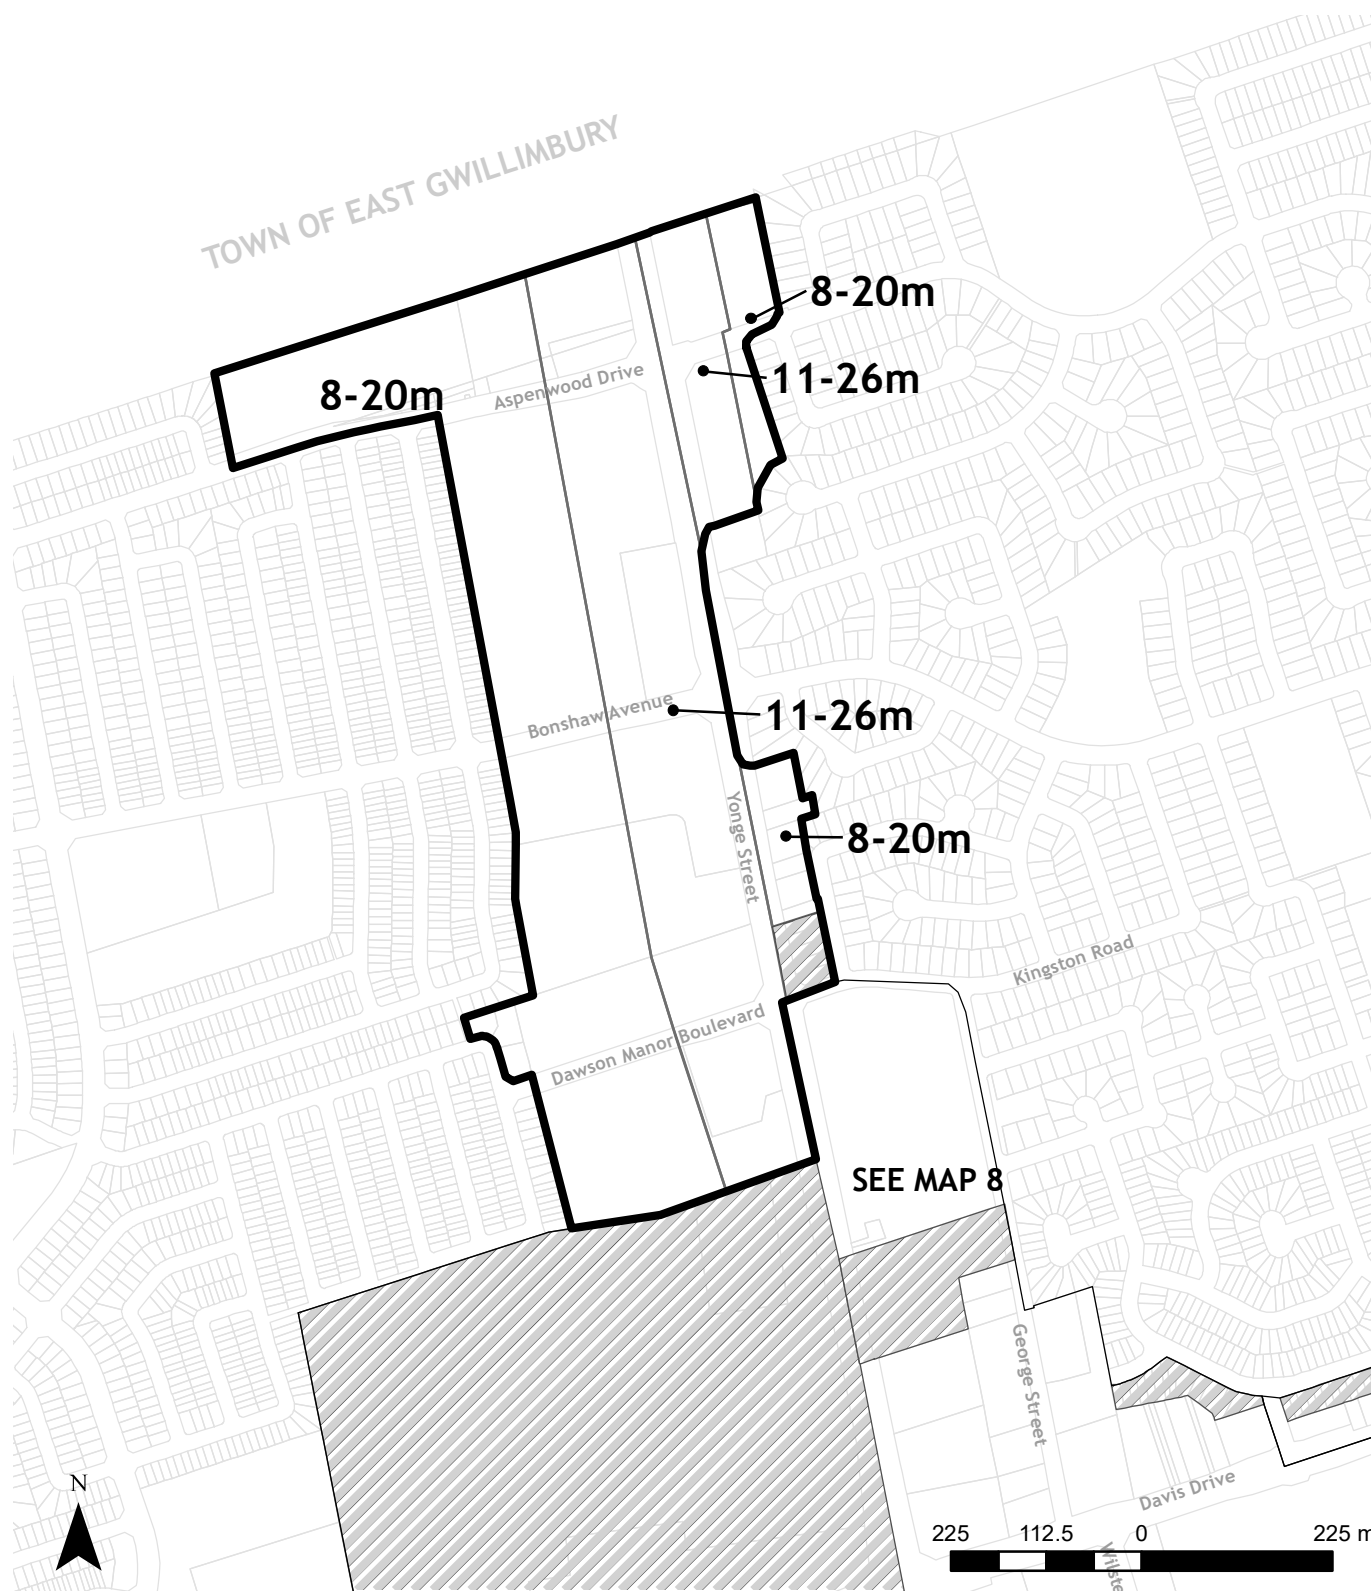 TOWN OF EAST GWILLIMBURY
8-20m
11-26m
Aspenwood Drive
8-20m
Bonshaw Avenue
11-26m
Yonge Street
8-20m
Kingston Road
Dawson Manor Boulevard
SEE MAP 8
George Street
Davis Drive
N
225 112.5 0 225 m